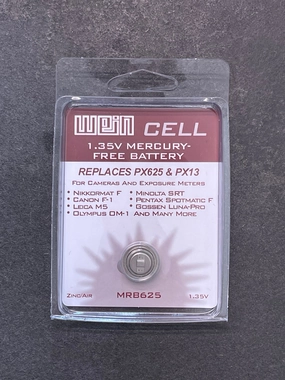 Wein CELL
1.35V MERCURY-
FREE BATTERY
REPLACES PX625 & PX13
FOR CAMERAS AND EXPOSURE METERS
• NIKKORMAT F • MINOLTA SRT
• CANON F-1 • PENTAX SPOTMATIC F
• LEICA M5 • GOSSEN LUNA-PRO
• OLYMPUS OM-1 AND MANY MORE
ZINC/AIR MRB625 1.35V